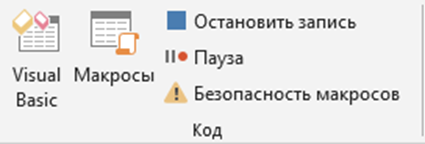 Visual Basic
Макросы
Остановить запись
Пауза
Безопасность макросов
Код